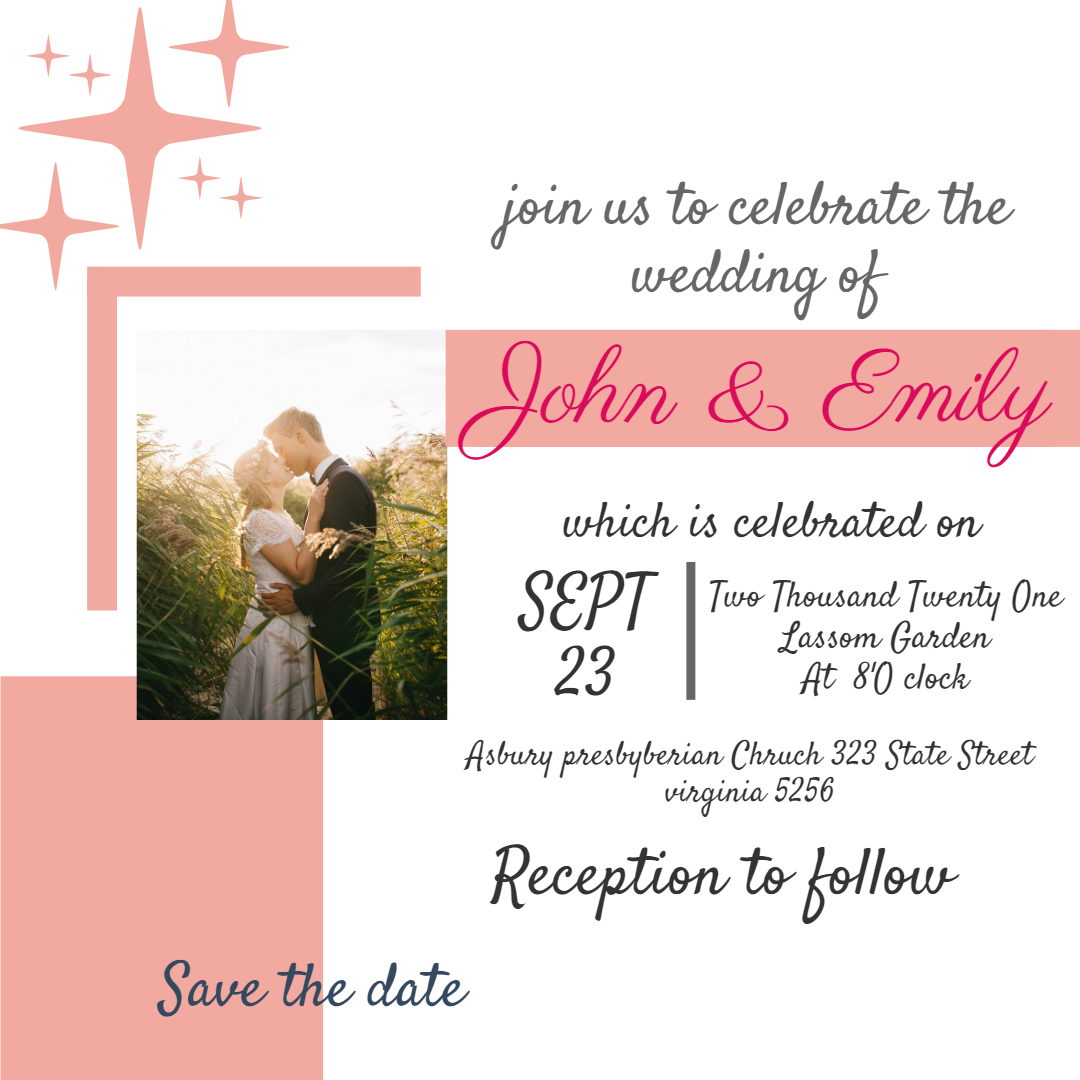 join us to celebrate the
wedding of
John & Emily
which is celebrated on
SEPT
23
Two Thousand Twenty One
Lassom Garden
At 8'O clock
Asbury presbyberian Chruch 323 State Street
virginia 5256
Reception to follow
Save the date